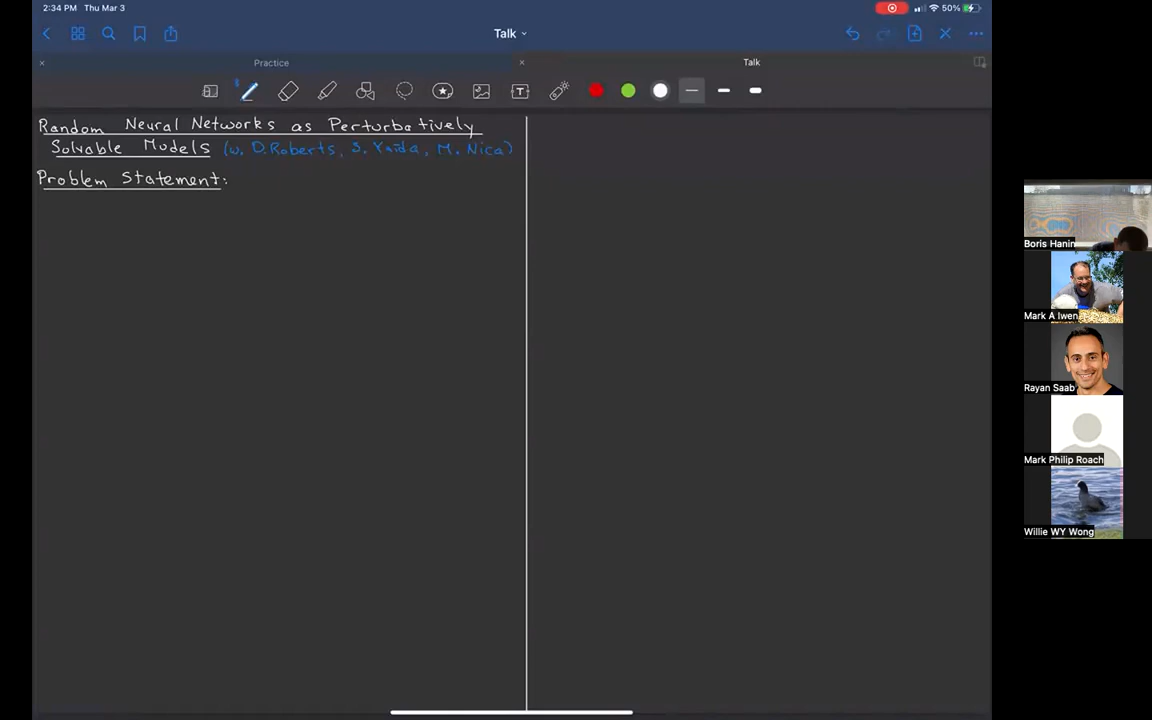 2:34 PM Thu Mar 3
50%
Talk
Practice
Talk
Random Neural Networks as Perturbatively
Solvable Models (w. D. Roberts, S. Yaida, M. Nica)
Problem Statement:
Boris Hanin
Mark A Iwen
Rayan Saab
Mark Philip Roach
Willie WY Wong